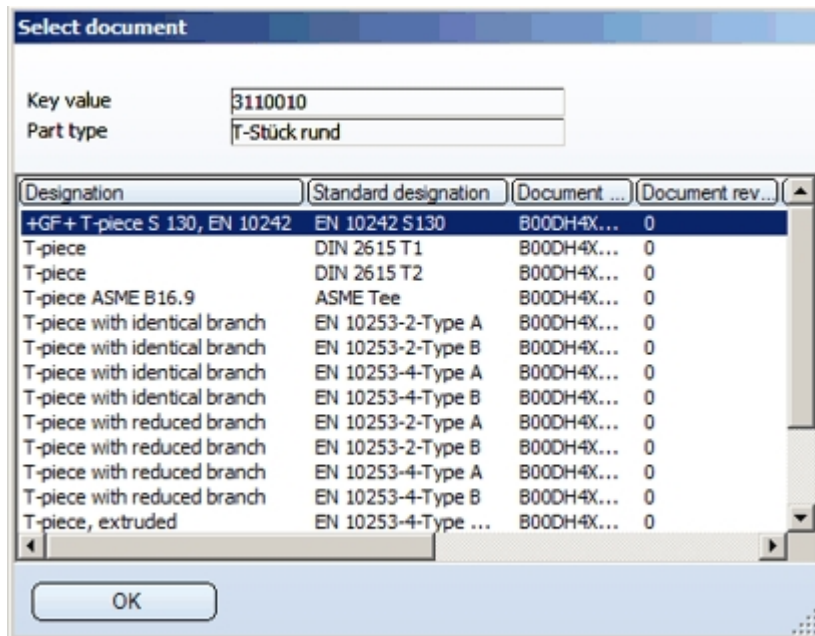 Select document
Key value 3110010
Part type T-Stück rund
Designation Standard designation Document ... Document rev...
+GF+ T-piece S 130, EN 10242 EN 10242 S130 B00DH4X... 0
T-piece DIN 2615 T1 B00DH4X... 0
T-piece DIN 2615 T2 B00DH4X... 0
T-piece ASME B16.9 ASME Tee B00DH4X... 0
T-piece with identical branch EN 10253-2-Type A B00DH4X... 0
T-piece with identical branch EN 10253-2-Type B B00DH4X... 0
T-piece with identical branch EN 10253-4-Type A B00DH4X... 0
T-piece with identical branch EN 10253-4-Type B B00DH4X... 0
T-piece with reduced branch EN 10253-2-Type A B00DH4X... 0
T-piece with reduced branch EN 10253-2-Type B B00DH4X... 0
T-piece with reduced branch EN 10253-4-Type A B00DH4X... 0
T-piece with reduced branch EN 10253-4-Type B B00DH4X... 0
T-piece, extruded EN 10253-4-Type ... B00DH4X... 0
OK